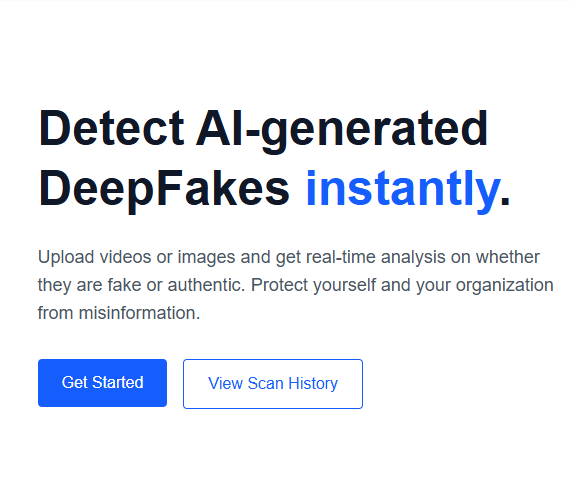 Detect AI-generated
DeepFakes instantly.
Upload videos or images and get real-time analysis on whether
they are fake or authentic. Protect yourself and your organization
from misinformation.
Get Started
View Scan History